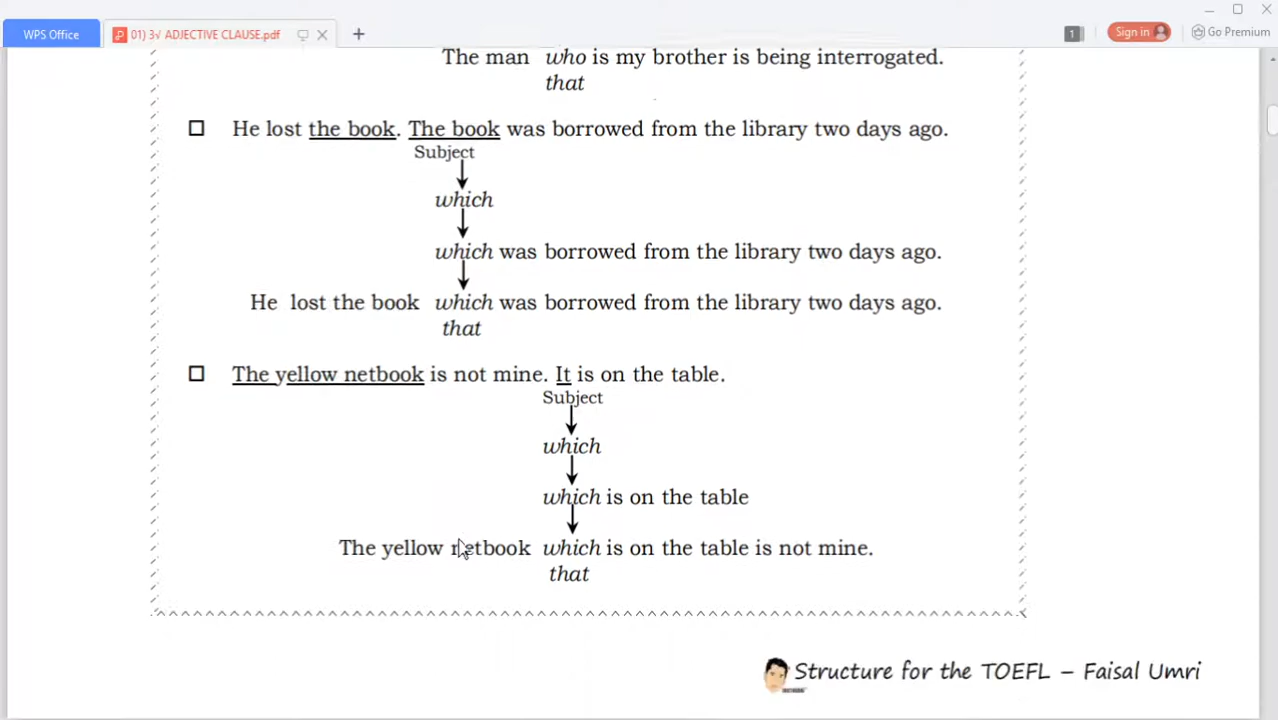 WPS Office
01) 3√ ADJECTIVE CLAUSE.pdf
1
Sign in
Go Premium
The man who is my brother is being interrogated.
that
He lost the book. The book was borrowed from the library two days ago.
Subject
which
which was borrowed from the library two days ago.
He lost the book which was borrowed from the library two days ago.
that
The yellow netbook is not mine. It is on the table.
Subject
which
which is on the table
The yellow netbook which is on the table is not mine.
that
Structure for the TOEFL – Faisal Umri